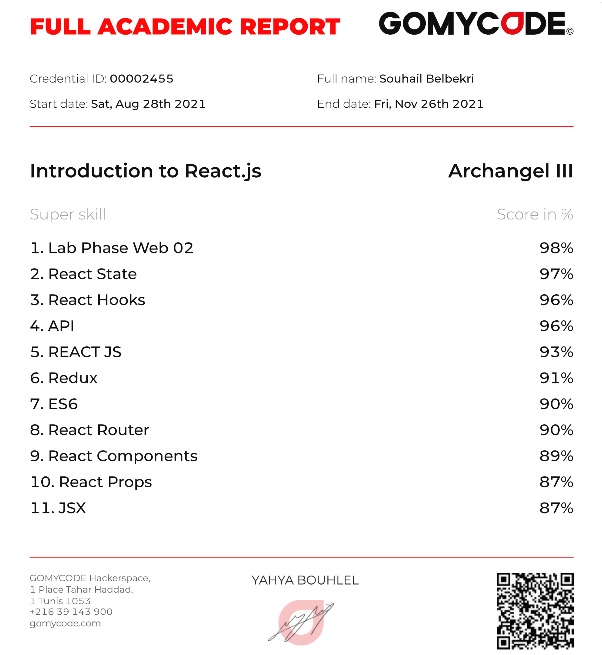 FULL ACADEMIC REPORT
GOMYCODE©
Credential ID: 00002455
Full name: Souhail Belbekri
Start date: Sat, Aug 28th 2021
End date: Fri, Nov 26th 2021
Introduction to React.js
Archangel III
Super skill
Score in %
1. Lab Phase Web 02 98%
2. React State 97%
3. React Hooks 96%
4. API 96%
5. REACT JS 93%
6. Redux 91%
7. ES6 90%
8. React Router 90%
9. React Components 89%
10. React Props 87%
11. JSX 87%
GOMYCODE Hackerspace,
1 Place Tahar Haddad,
1 Tunis 1053
+216 39 143 900
gomycode.com
YAHYA BOUHLEL